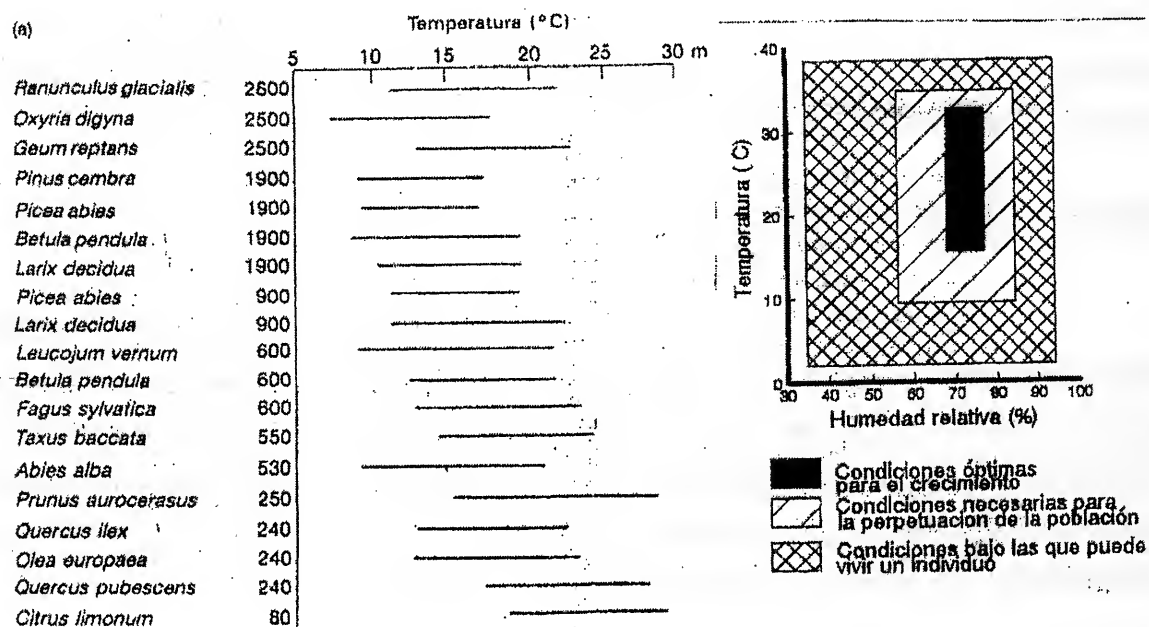 (a)
Temperatura (°C)
5 10 15 20 25 30 m
Ranunculus glacialis 2600
Oxyria digyna 2500
Geum reptans 2500
Pinus cembra 1900
Picea abies 1900
Betula pendula 1900
Larix decidua 1900
Picea abies 900
Larix decidua 900
Leucojum vernum 600
Betula pendula 600
Fagus sylvatica 600
Taxus baccata 550
Abies alba 530
Prunus aurocerasus 250
Quercus ilex 240
Olea europaea 240
Quercus pubescens 240
Citrus limonum 80
Temperatura (C)
40
30
20
10
0
30 40 50 60 70 80 90 100
Humedad relativa (%)
Condiciones óptimas
para el crecimiento
Condiciones necesarias para
la perpetuación de la población
Condiciones bajo las que puede
vivir un individuo